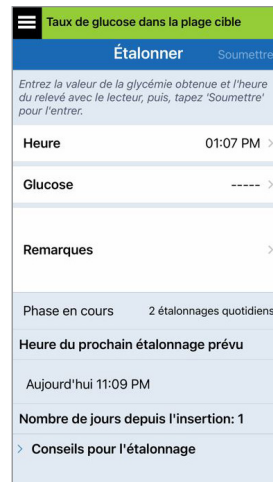 Taux de glucose dans la plage cible
Étalonner Soumettre
Entrez la valeur de la glycémie obtenue et l'heure
du relevé avec le lecteur, puis, tapez 'Soumettre'
pour l'entrer.
Heure 01:07 PM >
Glucose ----- >
Remarques >
Phase en cours 2 étalonnages quotidiens
Heure du prochain étalonnage prévu
Aujourd'hui 11:09 PM
Nombre de jours depuis l'insertion: 1
> Conseils pour l'étalonnage